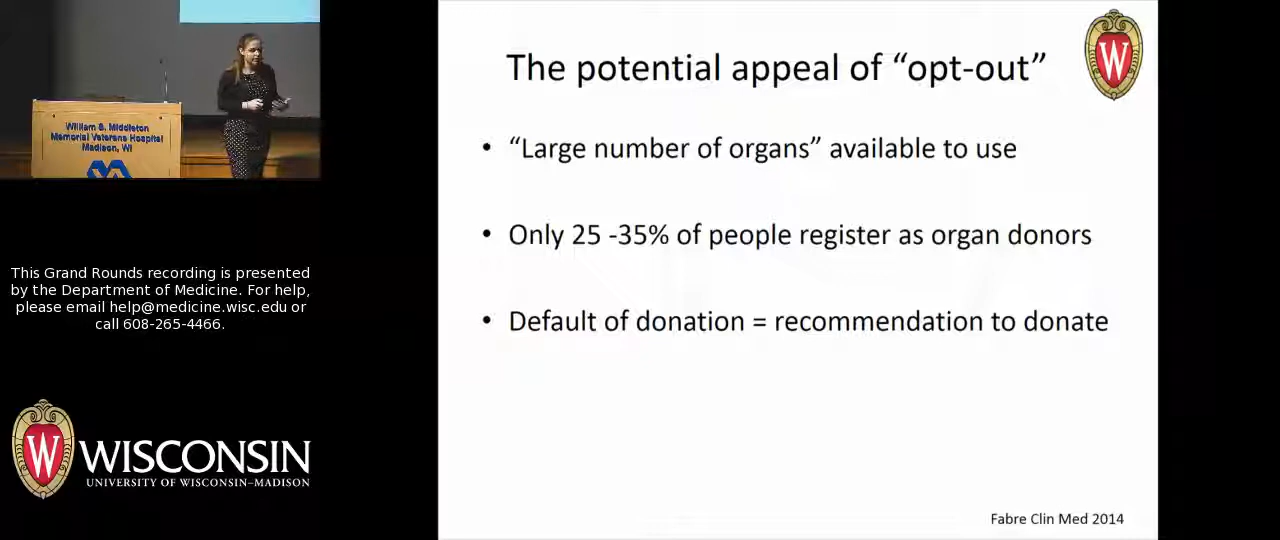 William S. Middleton
Memorial Veterans Hospital
Madison, WI
This Grand Rounds recording is presented
by the Department of Medicine. For help,
please email help@medicine.wisc.edu or
call 608-265-4466.
W
WISCONSIN
UNIVERSITY OF WISCONSIN–MADISON
The potential appeal of “opt-out”
W
• “Large number of organs” available to use
• Only 25 -35% of people register as organ donors
• Default of donation = recommendation to donate
Fabre Clin Med 2014